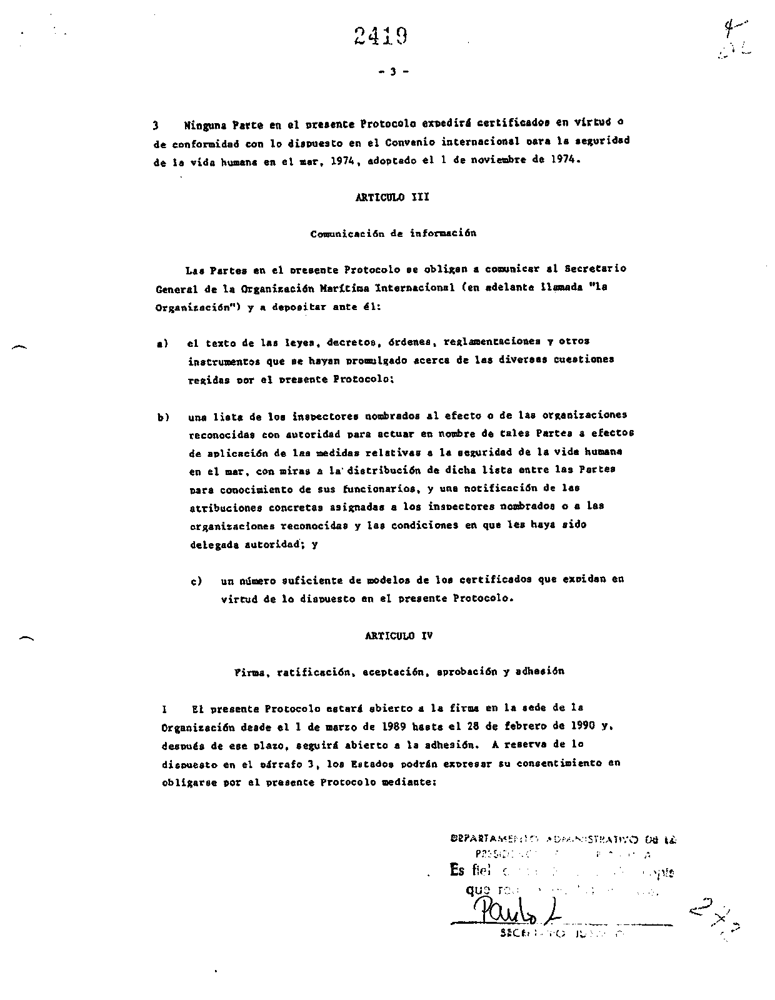 2419
- 3 -
3 Ninguna Parte en el presente Protocolo expedirá certificados en virtud o
de conformidad con lo dispuesto en el Convenio internacional para la seguridad
de la vida humana en el mar, 1974, adoptado el 1 de noviembre de 1974.
ARTICULO III
Comunicación de información
Las Partes en el presente Protocolo se obligan a comunicar al Secretario
General de la Organización Marítima Internacional (en adelante llamada "la
Organización") y a depositar ante él:
a) el texto de las leyes, decretos, órdenes, reglamentaciones y otros
instrumentos que se hayan promulgado acerca de las diversas cuestiones
regidas por el presente Protocolo;
b) una lista de los inspectores nombrados al efecto o de las organizaciones
reconocidas con autoridad para actuar en nombre de tales Partes a efectos
de aplicación de las medidas relativas a la seguridad de la vida humana
en el mar, con miras a la distribución de dicha lista entre las Partes
para conocimiento de sus funcionarios, y una notificación de las
atribuciones concretas asignadas a los inspectores nombrados o a las
organizaciones reconocidas y las condiciones en que les haya sido
delegada autoridad; y
c) un número suficiente de modelos de los certificados que expidan en
virtud de lo dispuesto en el presente Protocolo.
ARTICULO IV
Firma, ratificación, aceptación, aprobación y adhesión
1 El presente Protocolo estará abierto a la firma en la sede de la
Organización desde el 1 de marzo de 1989 hasta el 28 de febrero de 1990 y,
después de ese plazo, seguirá abierto a la adhesión. A reserva de lo
dispuesto en el párrafo 3, los Estados podrán expresar su consentimiento en
obligarse por el presente Protocolo mediante:
DEPARTAMENTO ADMINISTRATIVO DE LA
Es fiel
que